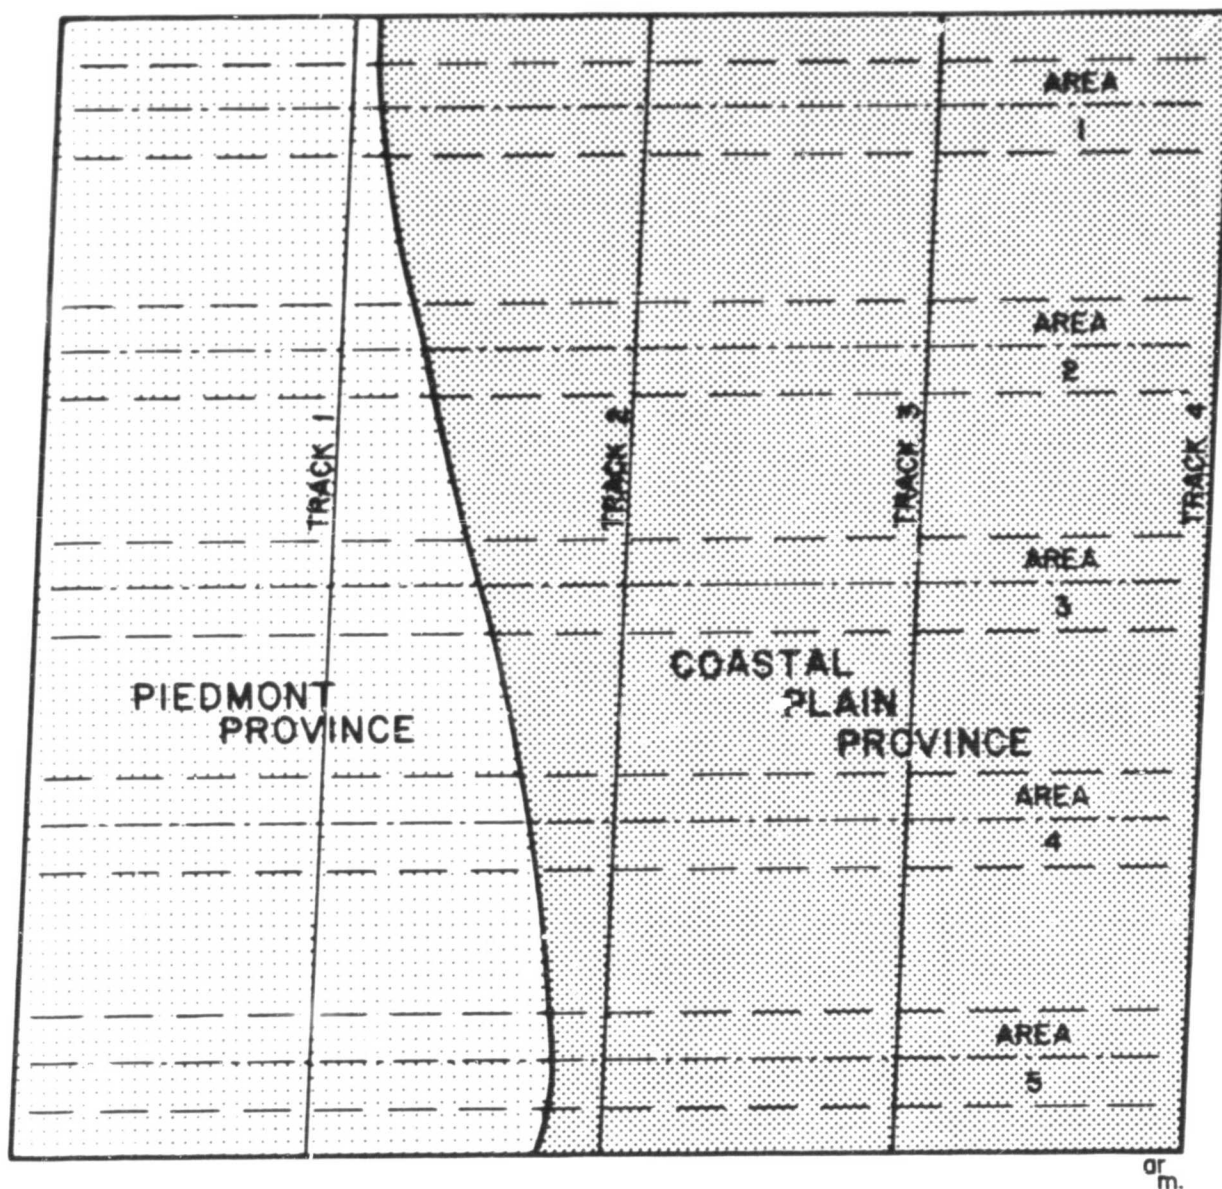 AREA
1
AREA
2
TRACK 1
TRACK 2
TRACK 3
TRACK 4
AREA
3
PIEDMONT
PROVINCE
COASTAL
PLAIN
PROVINCE
AREA
4
AREA
5
ar
m.